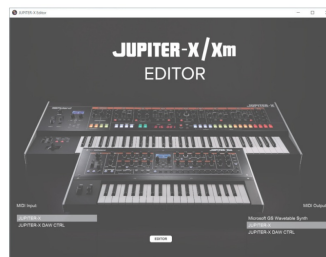 JUPITER-X Editor
JUPITER-X/Xm
EDITOR
MIDI Input
JUPITER-X
JUPITER-X DAW CTRL
MIDI Output
Microsoft GS Wavetable Synth
JUPITER-X
JUPITER-X DAW CTRL
EDITOR